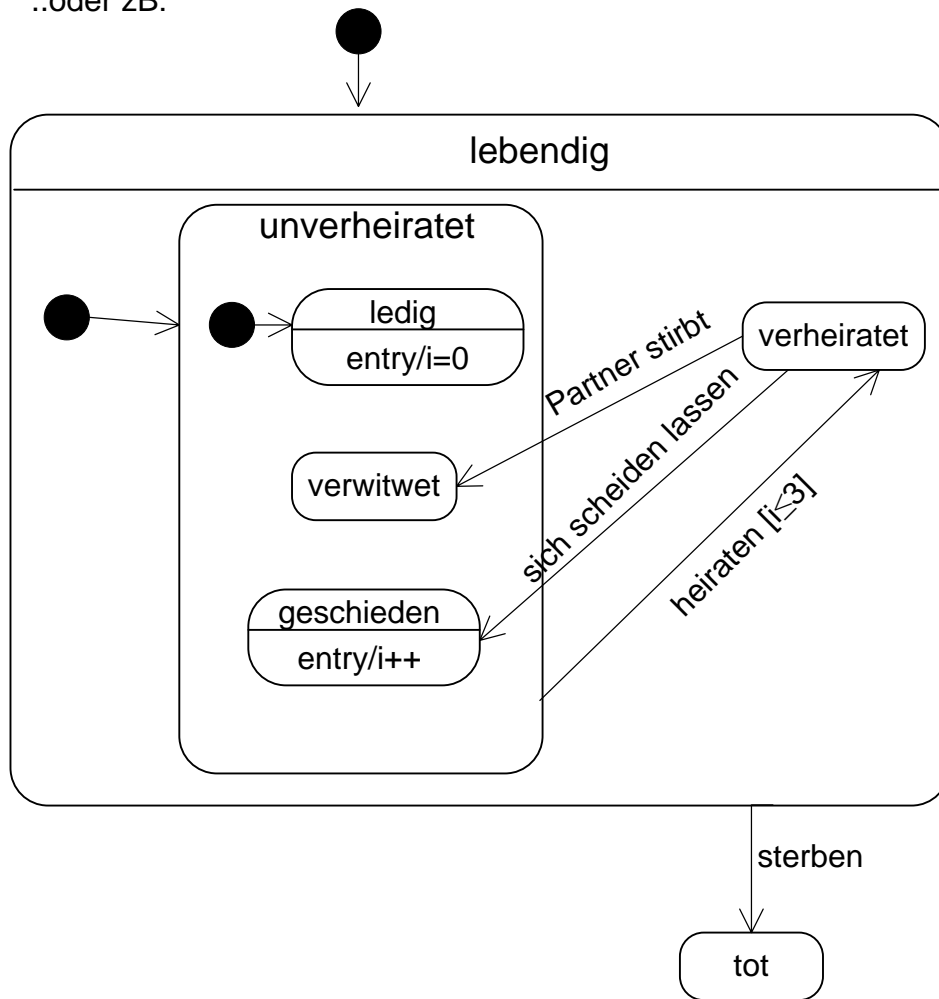 ..oder zB:
lebendig
unverheiratet
ledig
entry/i=0
verheiratet
Partner stirbt
verwitwet
sich scheiden lassen
heiraten [i≤3]
geschieden
entry/i++
sterben
tot